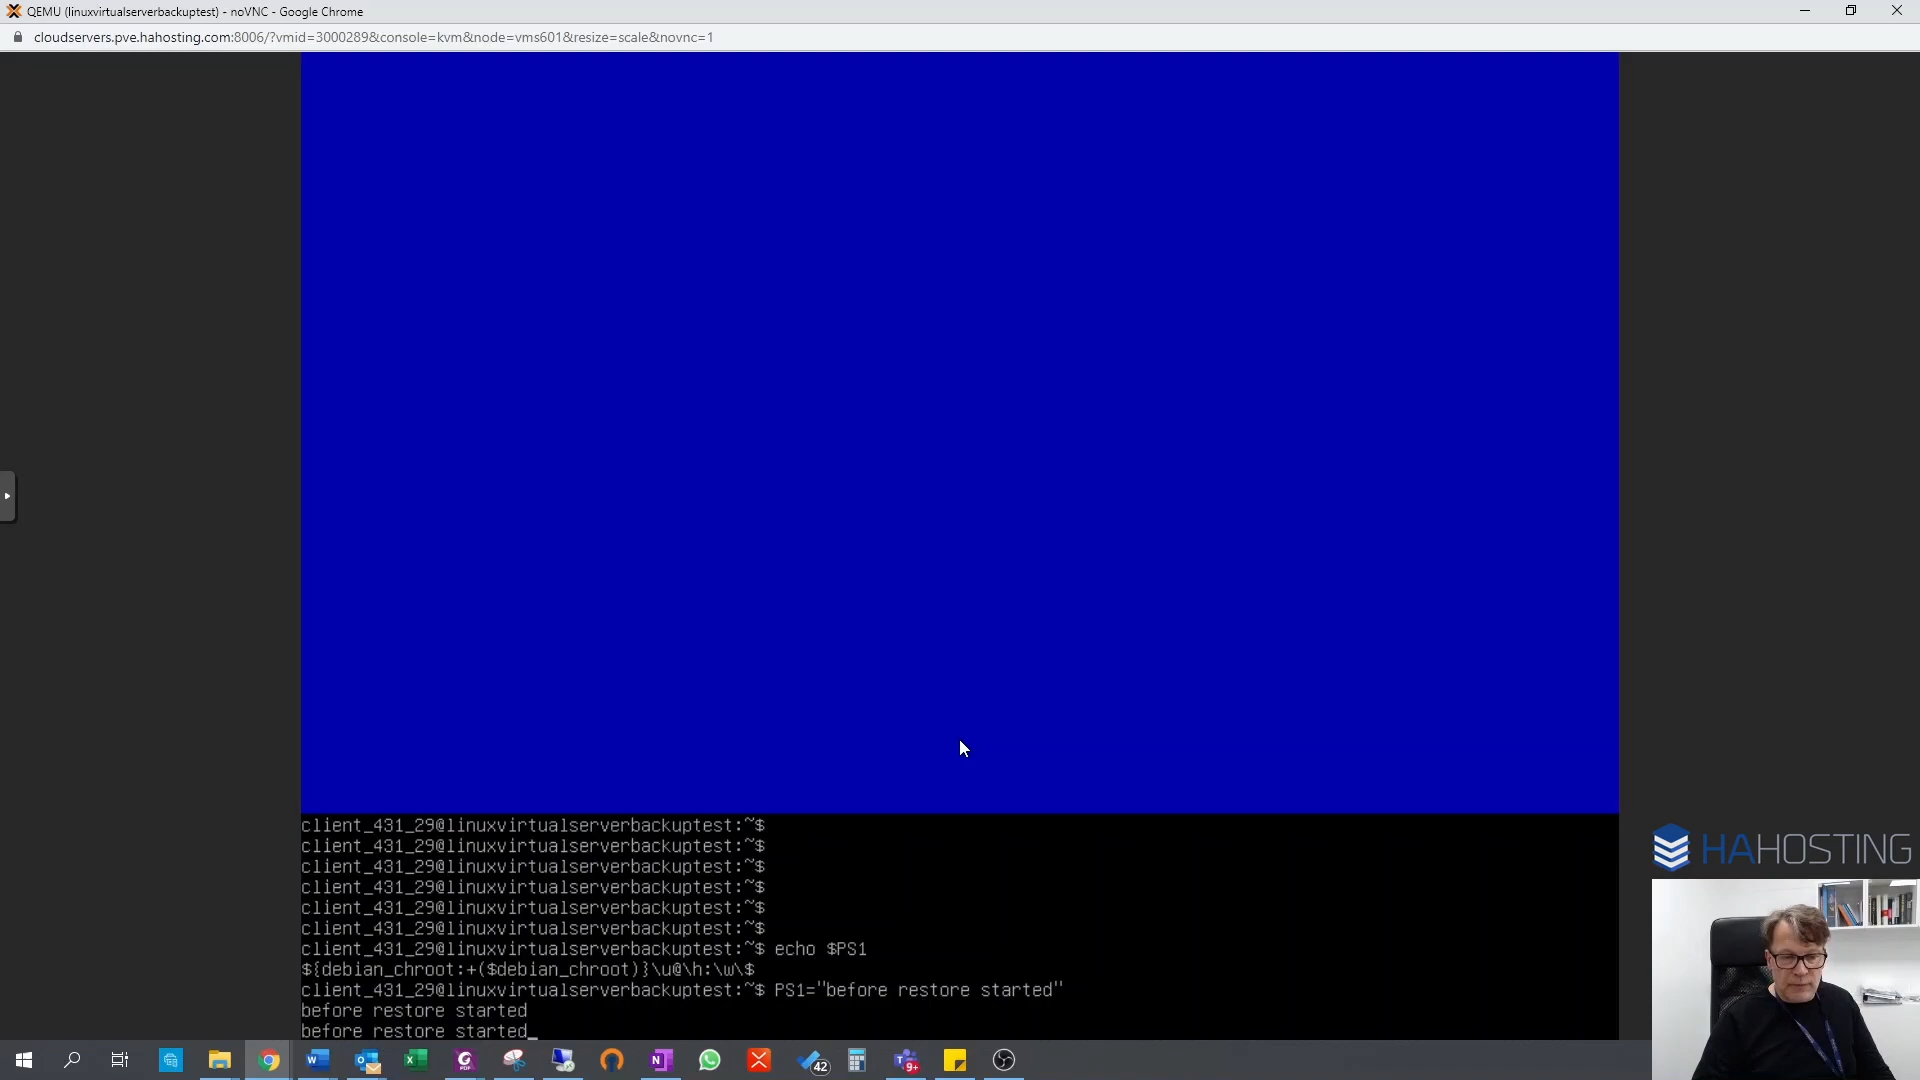 QEMU (linuxvirtualserverbackuptest) - noVNC - Google Chrome
cloudservers.pve.hahosting.com:8006/?vmid=3000289&console=kvm&node=vms601&resize=scale&novnc=1
client_431_29@linuxvirtualserverbackuptest:~$
client_431_29@linuxvirtualserverbackuptest:~$
client_431_29@linuxvirtualserverbackuptest:~$
client_431_29@linuxvirtualserverbackuptest:~$
client_431_29@linuxvirtualserverbackuptest:~$
client_431_29@linuxvirtualserverbackuptest:~$
client_431_29@linuxvirtualserverbackuptest:~$ echo $PS1
${debian_chroot:+($debian_chroot)}\u@\h:\w\$
client_431_29@linuxvirtualserverbackuptest:~$ PS1="before restore started"
before restore started
before restore started_
HAHOSTING
W
N
42
9+